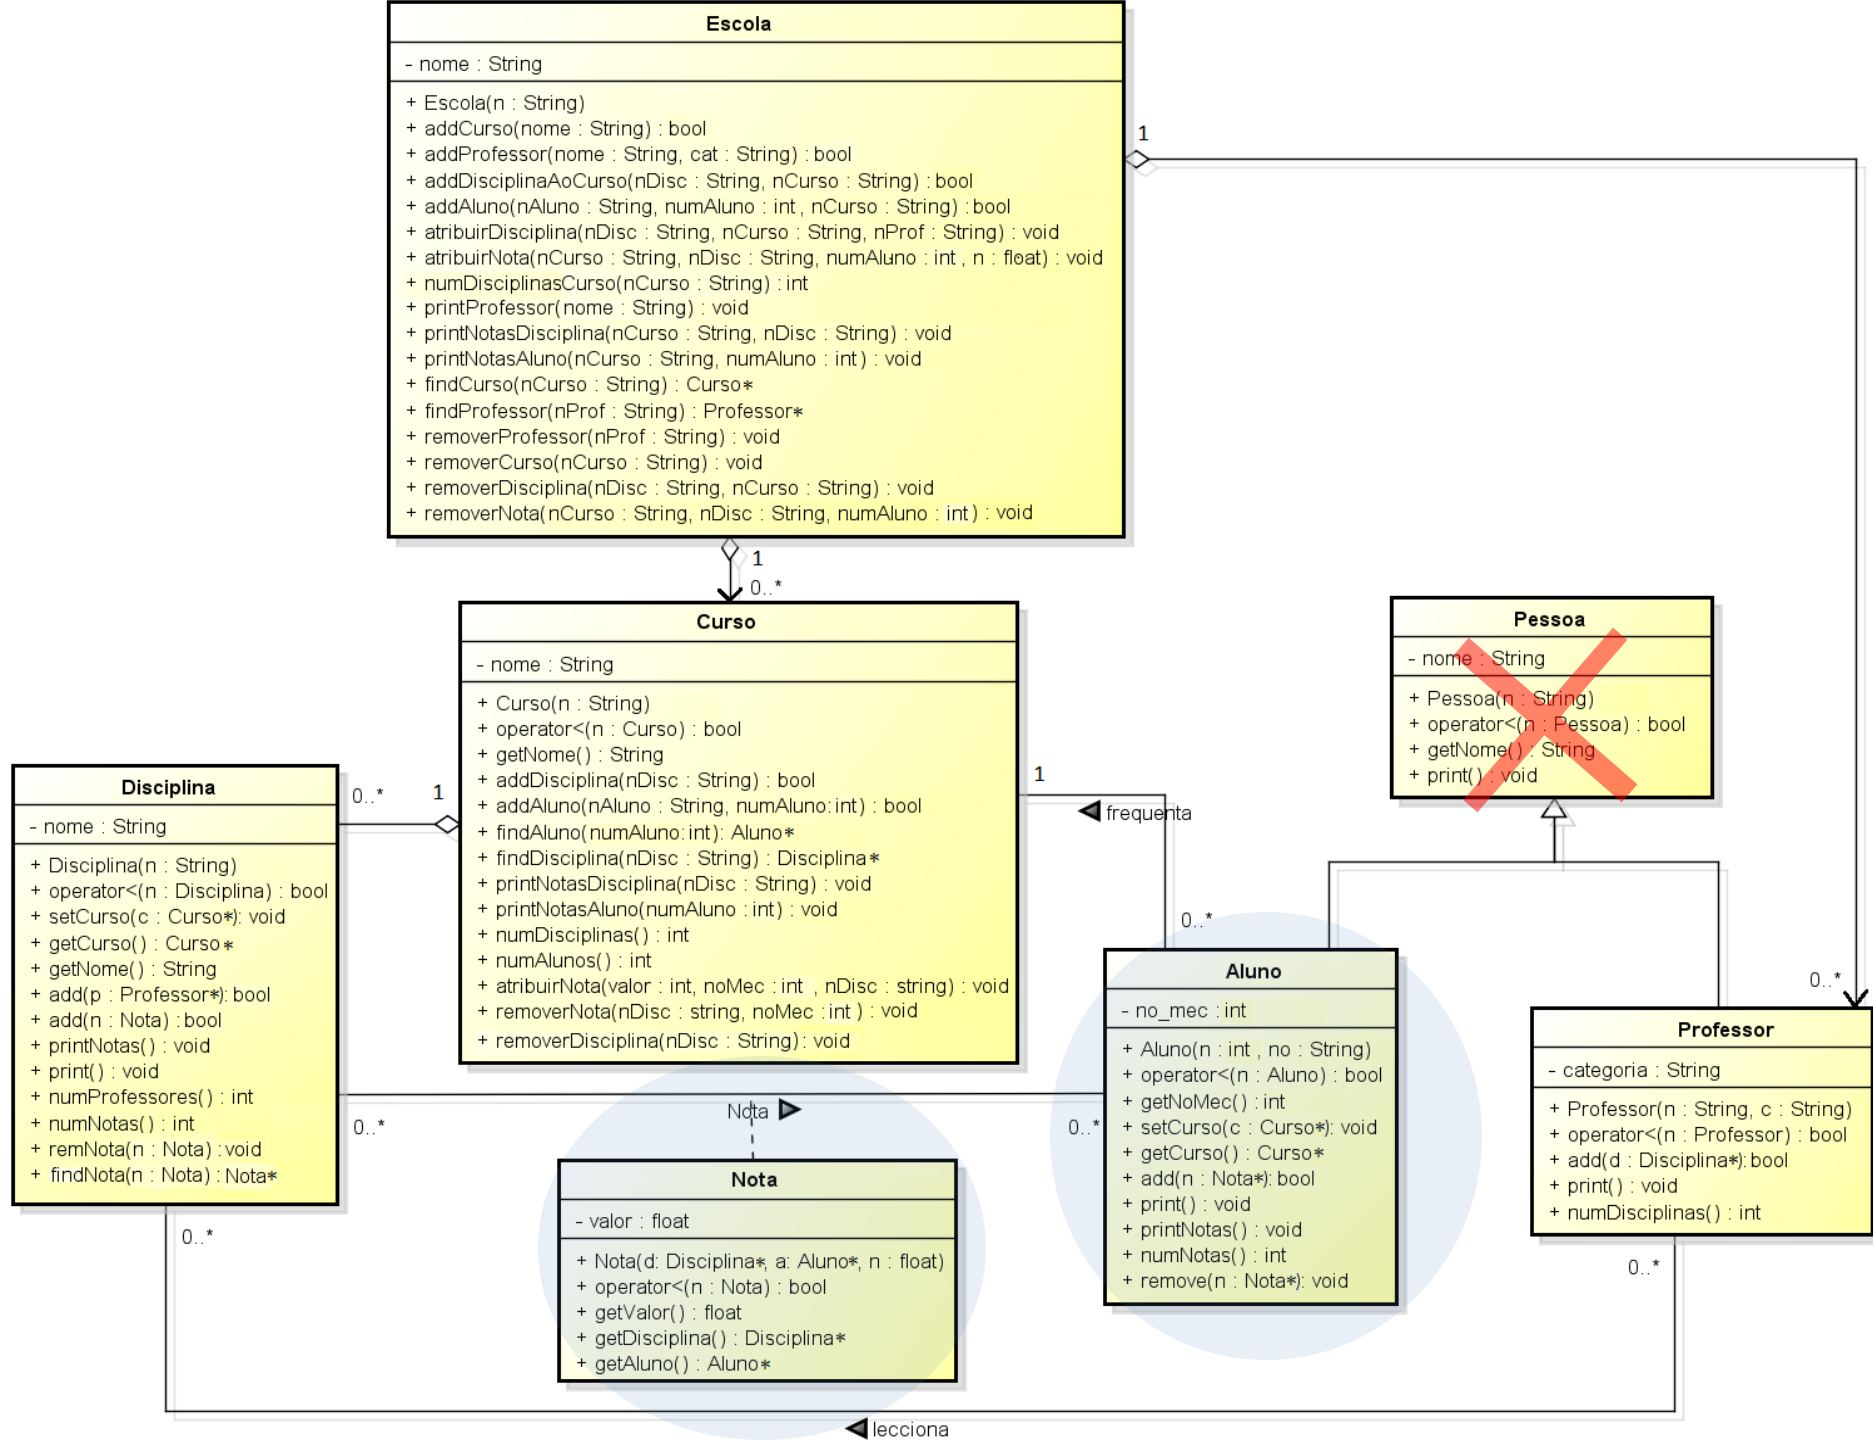 Escola
- nome : String
+ Escola(n : String)
+ addCurso(nome : String) : bool
+ addProfessor(nome : String, cat : String) : bool
+ addDisciplinaAoCurso(nDisc : String, nCurso : String) : bool
+ addAluno(nAluno : String, numAluno : int , nCurso : String) : bool
+ atribuirDisciplina(nDisc : String, nCurso : String, nProf : String) : void
+ atribuirNota(nCurso : String, nDisc : String, numAluno : int , n : float) : void
+ numDisciplinasCurso(nCurso : String) : int
+ printProfessor(nome : String) : void
+ printNotasDisciplina(nCurso : String, nDisc : String) : void
+ printNotasAluno(nCurso : String, numAluno : int ) : void
+ findCurso(nCurso : String) : Curso*
+ findProfessor(nProf : String) : Professor*
+ removerProfessor(nProf : String) : void
+ removerCurso(nCurso : String) : void
+ removerDisciplina(nDisc : String, nCurso : String) : void
+ removerNota(nCurso : String, nDisc : String, numAluno : int ) : void
1
1
0..*
Curso
- nome : String
+ Curso(n : String)
+ operator<(n : Curso) : bool
+ getNome() : String
+ addDisciplina(nDisc : String) : bool
+ addAluno(nAluno : String, numAluno:int ) : bool
+ findAluno(numAluno:int ): Aluno*
+ findDisciplina(nDisc : String) : Disciplina*
+ printNotasDisciplina(nDisc : String) : void
+ printNotasAluno(numAluno : int ) : void
+ numDisciplinas() : int
+ numAlunos() : int
+ atribuirNota(valor : int, noMec : int , nDisc : string) : void
+ removerNota(nDisc : string, noMec : int ) : void
+ removerDisciplina(nDisc : String) : void
Pessoa
- nome : String
+ Pessoa(n : String)
+ operator<(n : Pessoa) : bool
+ getNome() : String
+ print() : void
Disciplina
- nome : String
+ Disciplina(n : String)
+ operator<(n : Disciplina) : bool
+ setCurso(c : Curso*): void
+ getCurso() : Curso*
+ getNome() : String
+ add(p : Professor*): bool
+ add(n : Nota) : bool
+ printNotas() : void
+ print() : void
+ numProfessores() : int
+ numNotas() : int
+ remNota(n : Nota) : void
+ findNota(n : Nota) : Nota*
0..*
1
1
frequenta
0..*
Aluno
- no_mec : int
+ Aluno(n : int , no : String)
+ operator<(n : Aluno) : bool
+ getNoMec() : int
+ setCurso(c : Curso*): void
+ getCurso() : Curso*
+ add(n : Nota*): bool
+ print() : void
+ printNotas() : void
+ numNotas() : int
+ remove(n : Nota*): void
0..*
Professor
- categoria : String
+ Professor(n : String, c : String)
+ operator<(n : Professor) : bool
+ add(d : Disciplina*): bool
+ print() : void
+ numDisciplinas() : int
0..*
Nota
0..*
Nota
- valor : float
+ Nota(d: Disciplina*, a: Aluno*, n : float)
+ operator<(n : Nota) : bool
+ getValor() : float
+ getDisciplina() : Disciplina*
+ getAluno() : Aluno*
0..*
0..*
lecciona